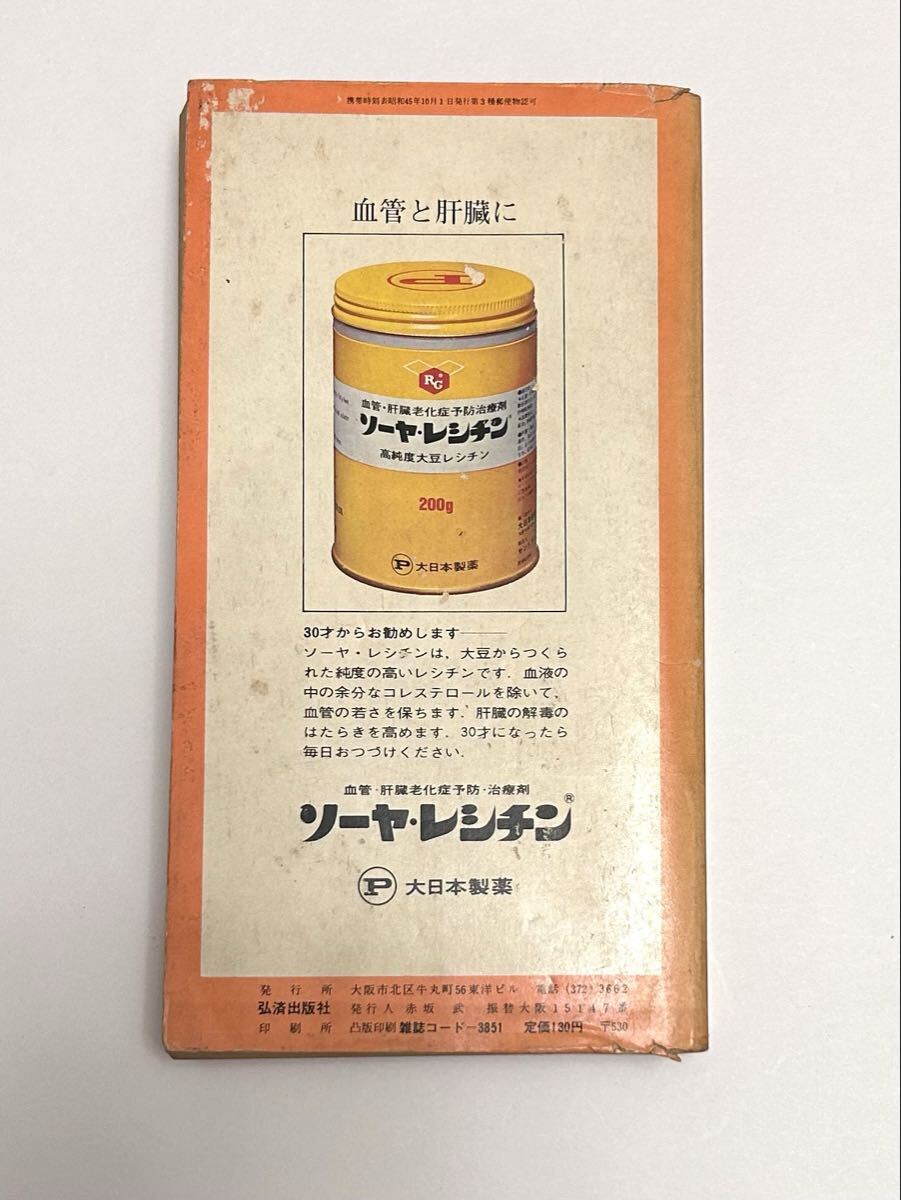 携帯時刻表昭和45年10月1日発行第3種郵便物認可
血管と肝臓に
P
RG
血管・肝臓老化症予防治療剤
ソーヤ・レシチン
高純度大豆レシチン
200g
P 大日本製薬
30才からお勧めします――
ソーヤ・レシチンは、大豆からつくら
れた純度の高いレシチンです．血液の
中の余分なコレステロールを除いて、
血管の若さを保ちます．肝臓の解毒の
はたらきを高めます．30才になったら
毎日おつづけください．
血管・肝臓老化症予防・治療剤
ソーヤ・レシチン®
P 大日本製薬
発行所 大阪市北区牛丸町56東洋ビル 電話（372）3662
弘済出版社 発行人 赤坂 武 振替大阪15147番
印刷所 凸版印刷 雑誌コード―3851 定価130円 〒530